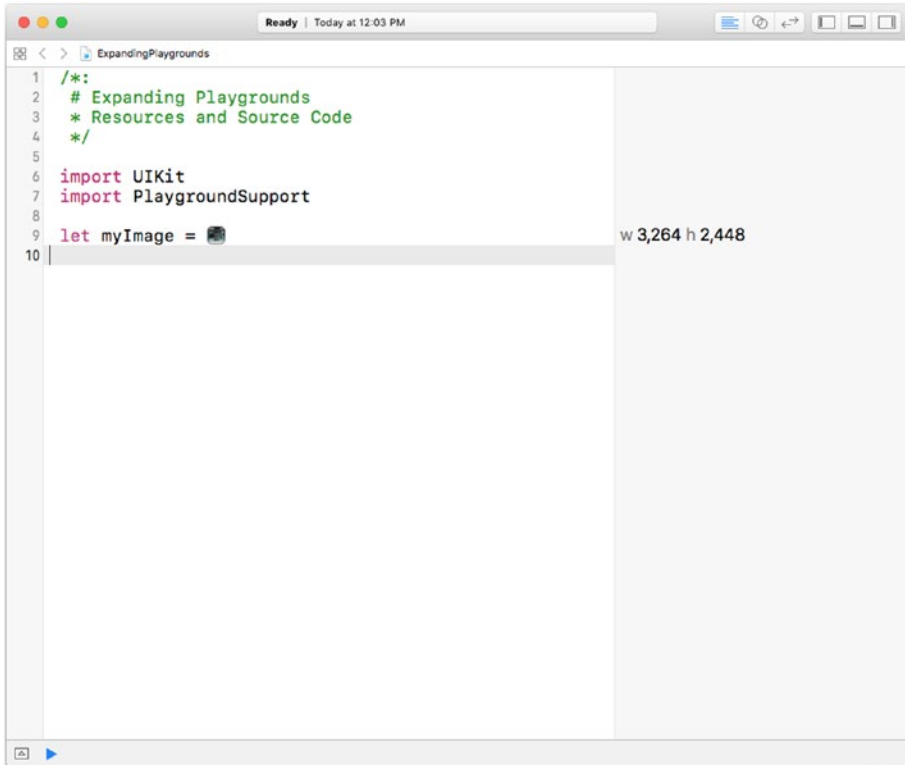 Ready | Today at 12:03 PM
ExpandingPlaygrounds
1 /*:
2 # Expanding Playgrounds
3 * Resources and Source Code
4 */
5
6 import UIKit
7 import PlaygroundSupport
8
9 let myImage = w 3,264 h 2,448
10